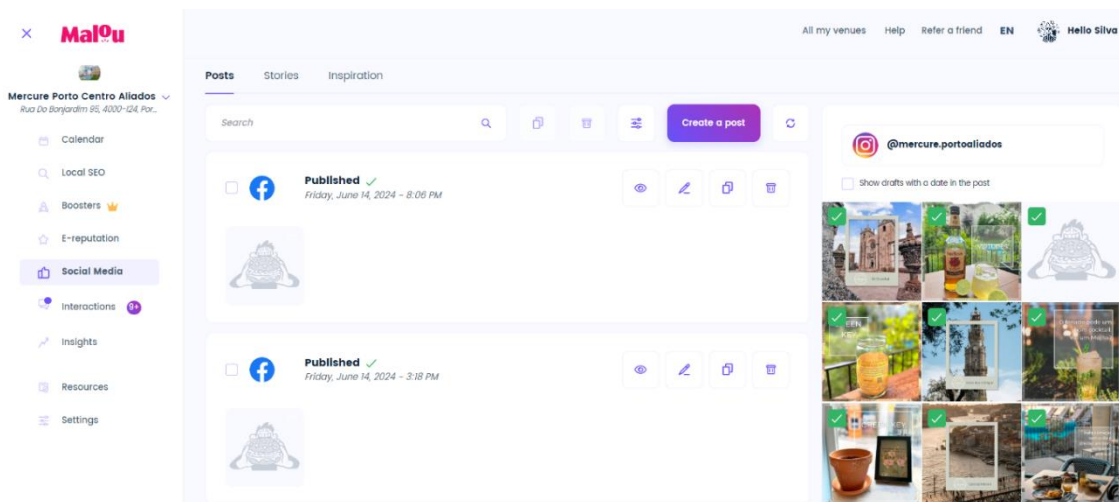 Malou
All my venues Help Refer a friend EN Hello Silva
Mercure Porto Centro Aliados
Rua Do Bonjardim 95, 4000-124, Por...
Calendar
Local SEO
Boosters
E-reputation
Social Media
Interactions 9+
Insights
Resources
Settings
Posts Stories Inspiration
Search
Create a post
Published
Friday, June 14, 2024 - 8:06 PM
Published
Friday, June 14, 2024 - 3:18 PM
@mercure.portoaliados
Show drafts with a date in the past